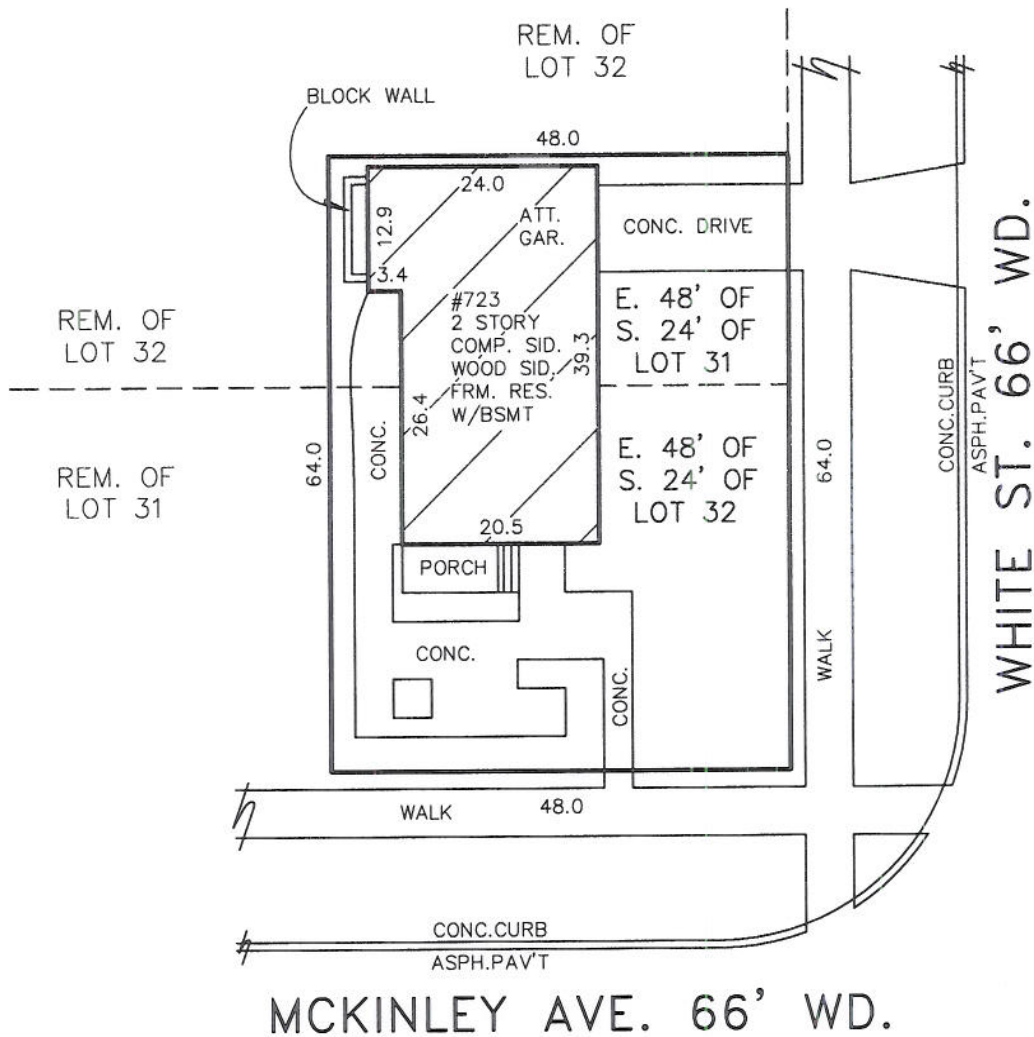 REM. OF
LOT 32
BLOCK WALL
48.0
24.0
12.9
3.4
ATT.
GAR.
CONC. DRIVE
#723
2 STORY
COMP. SID.
WOOD SID.
FRM. RES.
W/BSMT
39.3
26.4
E. 48' OF
S. 24' OF
LOT 31
REM. OF
LOT 32
REM. OF
LOT 31
64.0
CONC.
E. 48' OF
S. 24' OF
LOT 32
64.0
CONC.CURB
ASPH.PAV'T
WHITE ST. 66' WD.
20.5
PORCH
CONC.
CONC.
WALK
WALK
48.0
CONC.CURB
ASPH.PAV'T
MCKINLEY AVE. 66' WD.